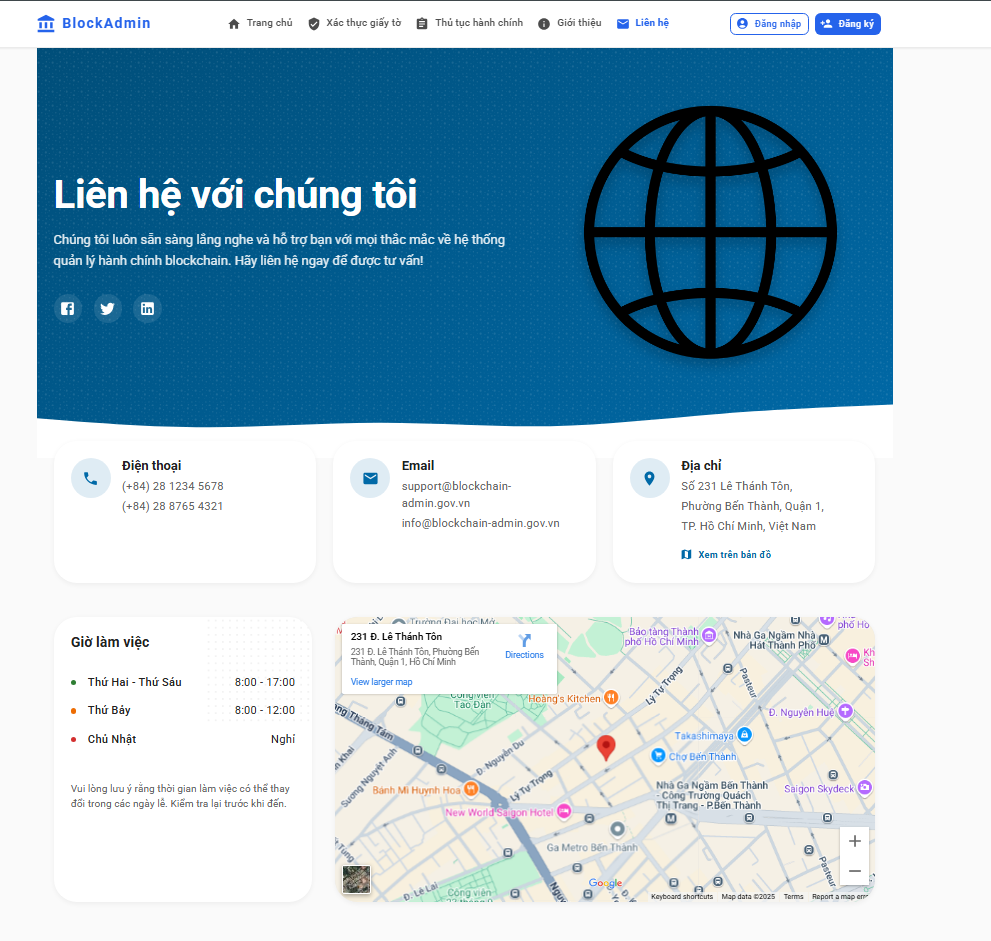 BlockAdmin
Trang chủ
Xác thực giấy tờ
Thủ tục hành chính
Giới thiệu
Liên hệ
Đăng nhập
Đăng ký
Liên hệ với chúng tôi
Chúng tôi luôn sẵn sàng lắng nghe và hỗ trợ bạn với mọi thắc mắc về hệ thống
quản lý hành chính blockchain. Hãy liên hệ ngay để được tư vấn!
Điện thoại
(+84) 28 1234 5678
(+84) 28 8765 4321
Email
support@blockchain-
admin.gov.vn
info@blockchain-admin.gov.vn
Địa chỉ
Số 231 Lê Thánh Tôn,
Phường Bến Thành, Quận 1,
TP. Hồ Chí Minh, Việt Nam
Xem trên bản đồ
Giờ làm việc
Thứ Hai - Thứ Sáu 8:00 - 17:00
Thứ Bảy 8:00 - 12:00
Chủ Nhật Nghỉ
Vui lòng lưu ý rằng thời gian làm việc có thể thay
đổi trong các ngày lễ. Kiểm tra lại trước khi đến.
231 Đ. Lê Thánh Tôn
231 Đ. Lê Thánh Tôn, Phường Bến
Thành, Quận 1, Hồ Chí Minh
Directions
View larger map
Trường Đại học Mở
Bảo tàng Thành
phố Hồ Chí Minh
Nhà Ga Ngầm Nhà
Hát Thành Phố
phố Hồ
Công viên
Tao Đàn
Hoàng's Kitchen
Lý Tự Trọng
Pasteur
Đ. Nguyễn Huệ
Takashimaya
Chợ Bến Thành
Đ. Nguyễn Du
Sương Nguyệt Anh
Bánh Mì Huynh Hoa
Lý Tự Trọng
New World Saigon Hotel
Nhà Ga Ngầm Bến Thành
- Công Trường Quách
Thị Trang - P.Bến Thành
Saigon Skydeck
Ga Metro Bến Thành
Pasteur
Đ. Lê Lai
Công viên
Google
Keyboard shortcuts
Map data ©2025
Terms
Report a map err